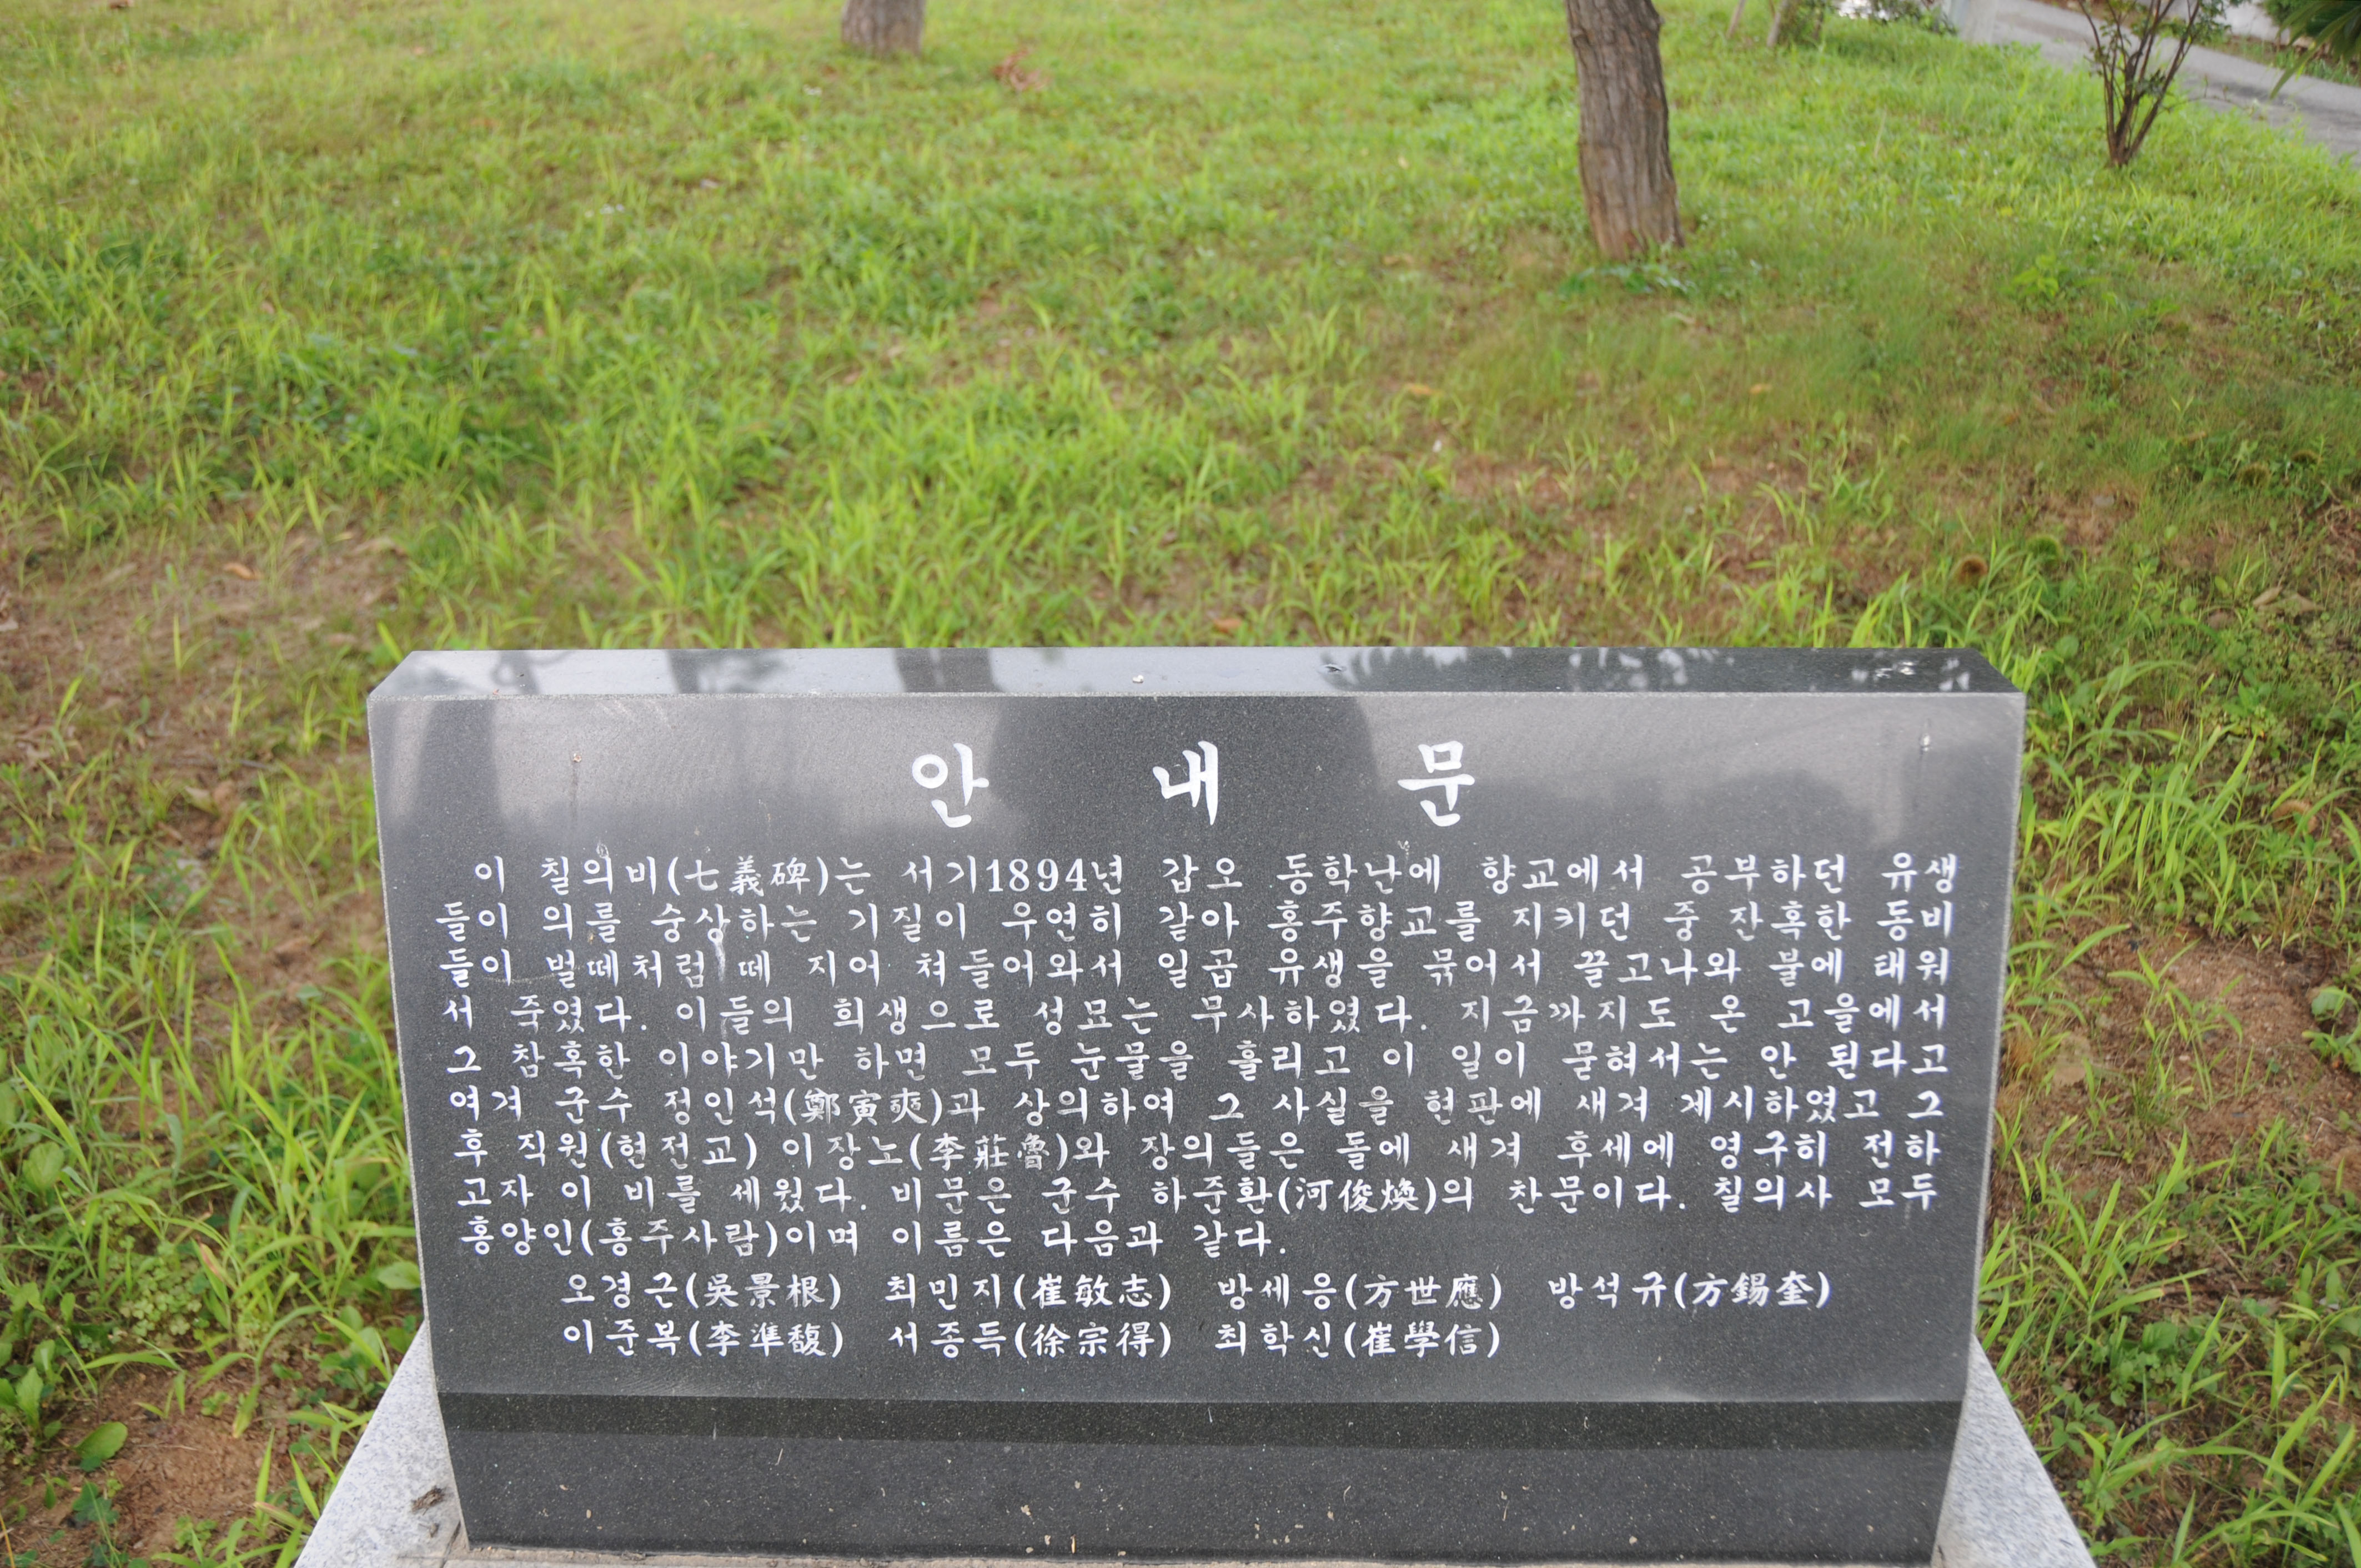 안 내 문
이 칠의비(七義碑)는 서기1894년 갑오 동학난에 향교에서 공부하던 유생
들이 의를 숭상하는 기질이 우연히 같아 홍주향교를 지키던 중 잔혹한 동비
들이 벌떼처럼 떼 지어 쳐들어와서 일곱 유생을 묶어서 끌고나와 불에 태워
서 죽였다. 이들의 희생으로 성묘는 무사하였다. 지금까지도 온 고을에서
그 참혹한 이야기만 하면 모두 눈물을 흘리고 이 일이 묻혀서는 안 된다고
여겨 군수 정인석(鄭寅奭)과 상의하여 그 사실을 현판에 새겨 게시하였고 그
후 직원(현전교) 이장노(李莊魯)와 장의들은 돌에 새겨 후세에 영구히 전하
고자 이 비를 세웠다. 비문은 군수 하준환(河俊煥)의 찬문이다. 칠의사 모두
홍양인(홍주사람)이며 이름은 다음과 같다.
오경근(吳景根) 최민지(崔敏志) 방세응(方世應) 방석규(方錫奎)
이준복(李準馥) 서종득(徐宗得) 최학신(崔學信)